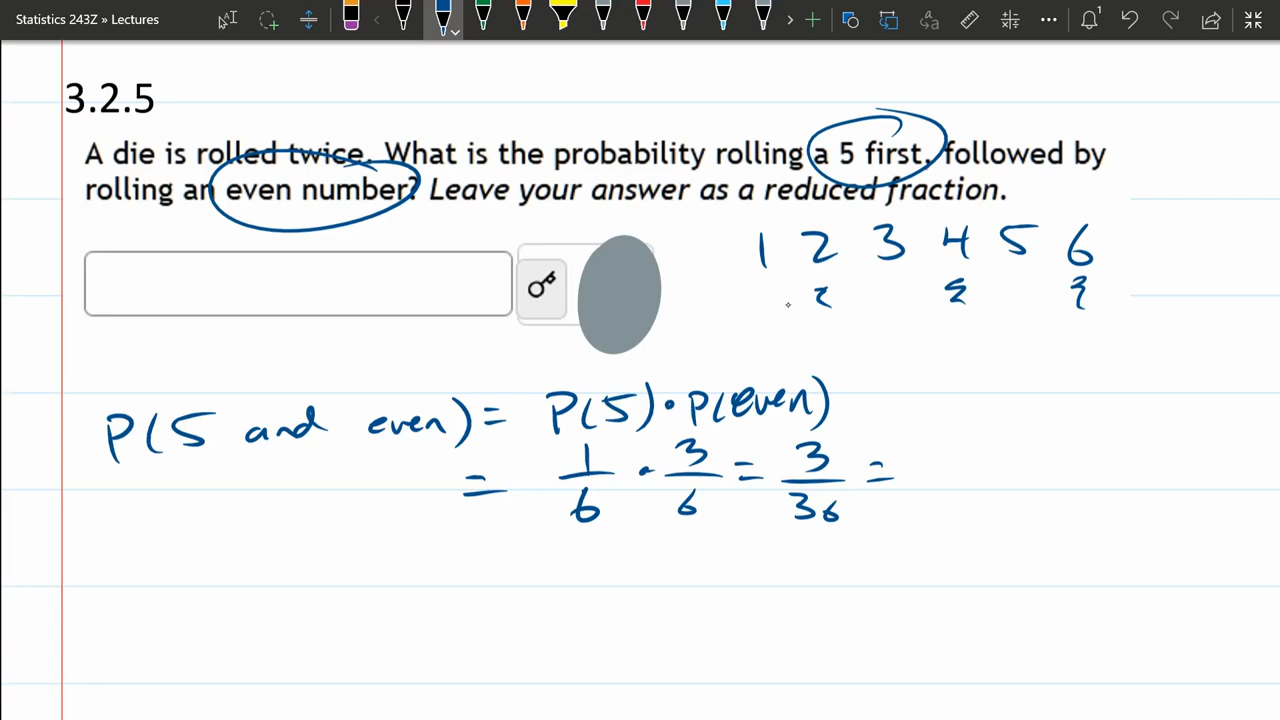 Statistics 243Z » Lectures
3.2.5
A die is rolled twice. What is the probability rolling a 5 first, followed by
rolling an even number? Leave your answer as a reduced fraction.
1 2 3 4 5 6
P(5 and even) = P(5) · P(even)
= 1/6 · 3/6 = 3/36 =